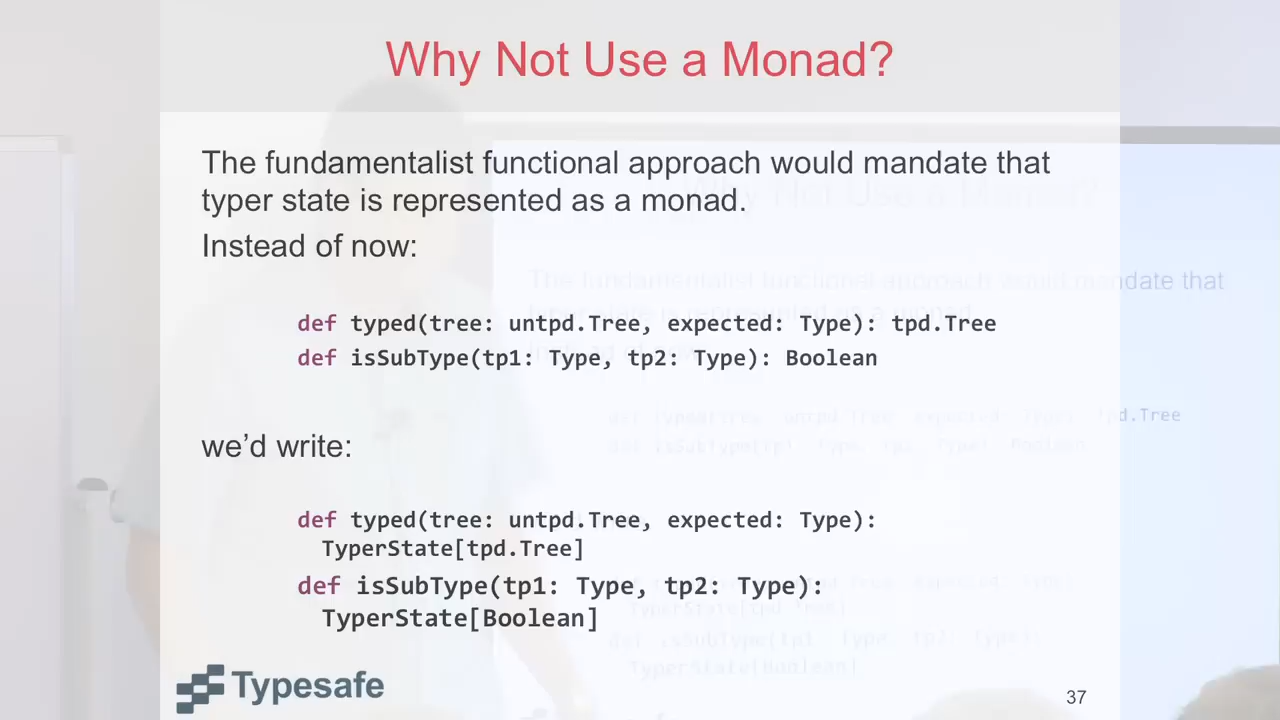 Why Not Use a Monad?
The fundamentalist functional approach would mandate that
typer state is represented as a monad.
Instead of now:
def typed(tree: untpd.Tree, expected: Type): tpd.Tree
def isSubType(tp1: Type, tp2: Type): Boolean
we’d write:
def typed(tree: untpd.Tree, expected: Type):
TyperState[tpd.Tree]
def isSubType(tp1: Type, tp2: Type):
TyperState[Boolean]
Typesafe
37